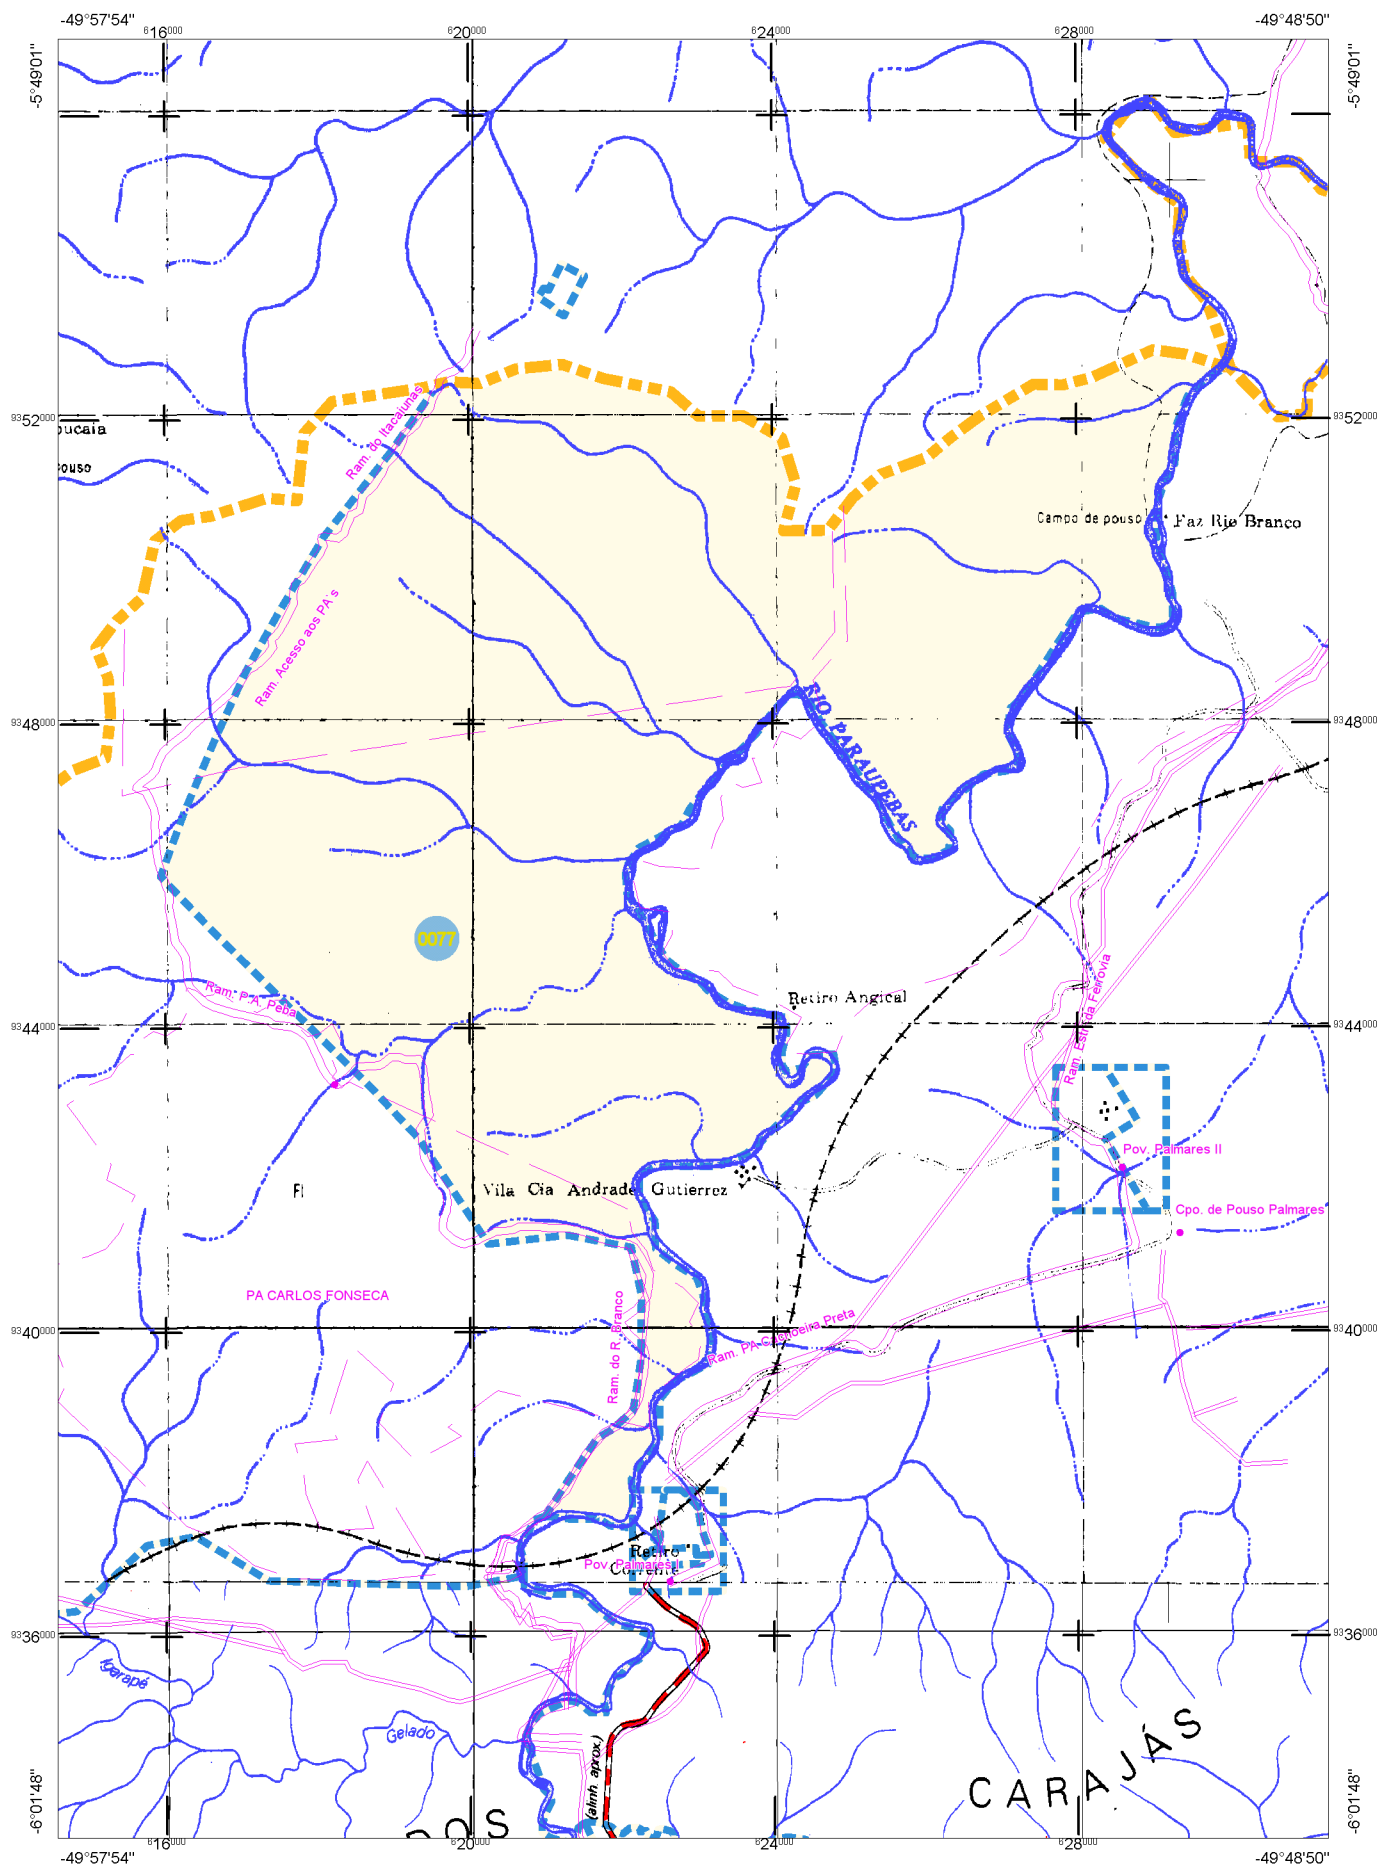 -49°57'54"
616000
620000
624000
628000
-49°48'50"
-5°49'01"
-5°49'01"
9352000
9352000
Ram. do Itacaiunas
ouso
Campo de pouso
Faz Rio Branco
Ram. Acesso aos PA's
RIO PARAUPEBAS
9348000
9348000
0077
Ram. P.A. Peba
Retiro Angical
Ram. Estrada Ferrovia
9344000
9344000
Pov. Palmares II
Vila Cia Andrade Gutierrez
FI
Cpo. de Pouso Palmares
PA CARLOS FONSECA
Ram. do R. Branco
Ram. PA Cachoeira Preta
9340000
9340000
Retiro
Pov. Palmares I
Corrente
9336000
9336000
Igarapé
Gelado
(alinh. aprox.)
CARAJÁS
OS
-6°01'48"
-6°01'48"
616000
620000
624000
628000
-49°57'54"
-49°48'50"